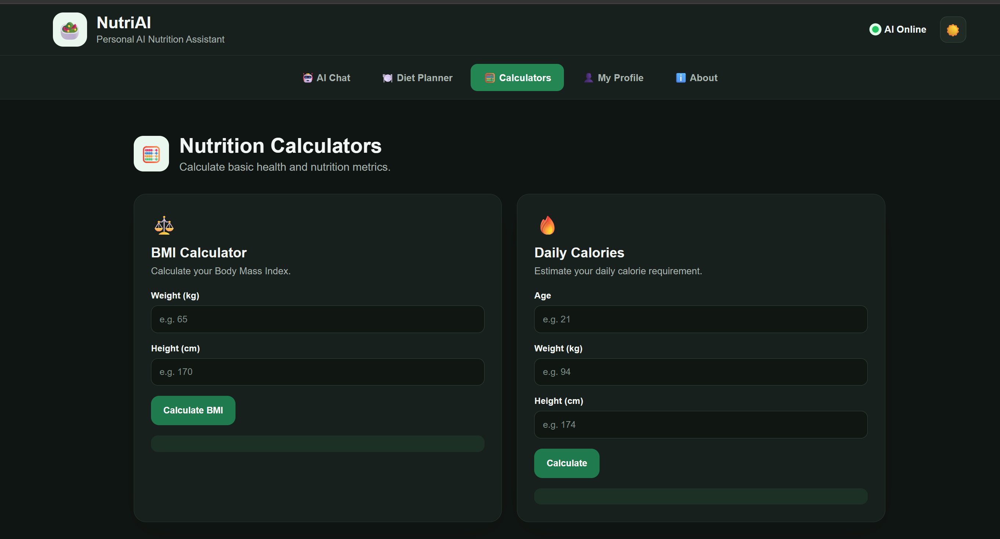 NutriAI
Personal AI Nutrition Assistant
AI Online
AI Chat
Diet Planner
Calculators
My Profile
About
Nutrition Calculators
Calculate basic health and nutrition metrics.
BMI Calculator
Calculate your Body Mass Index.
Weight (kg)
e.g. 65
Height (cm)
e.g. 170
Calculate BMI
Daily Calories
Estimate your daily calorie requirement.
Age
e.g. 21
Weight (kg)
e.g. 94
Height (cm)
e.g. 174
Calculate